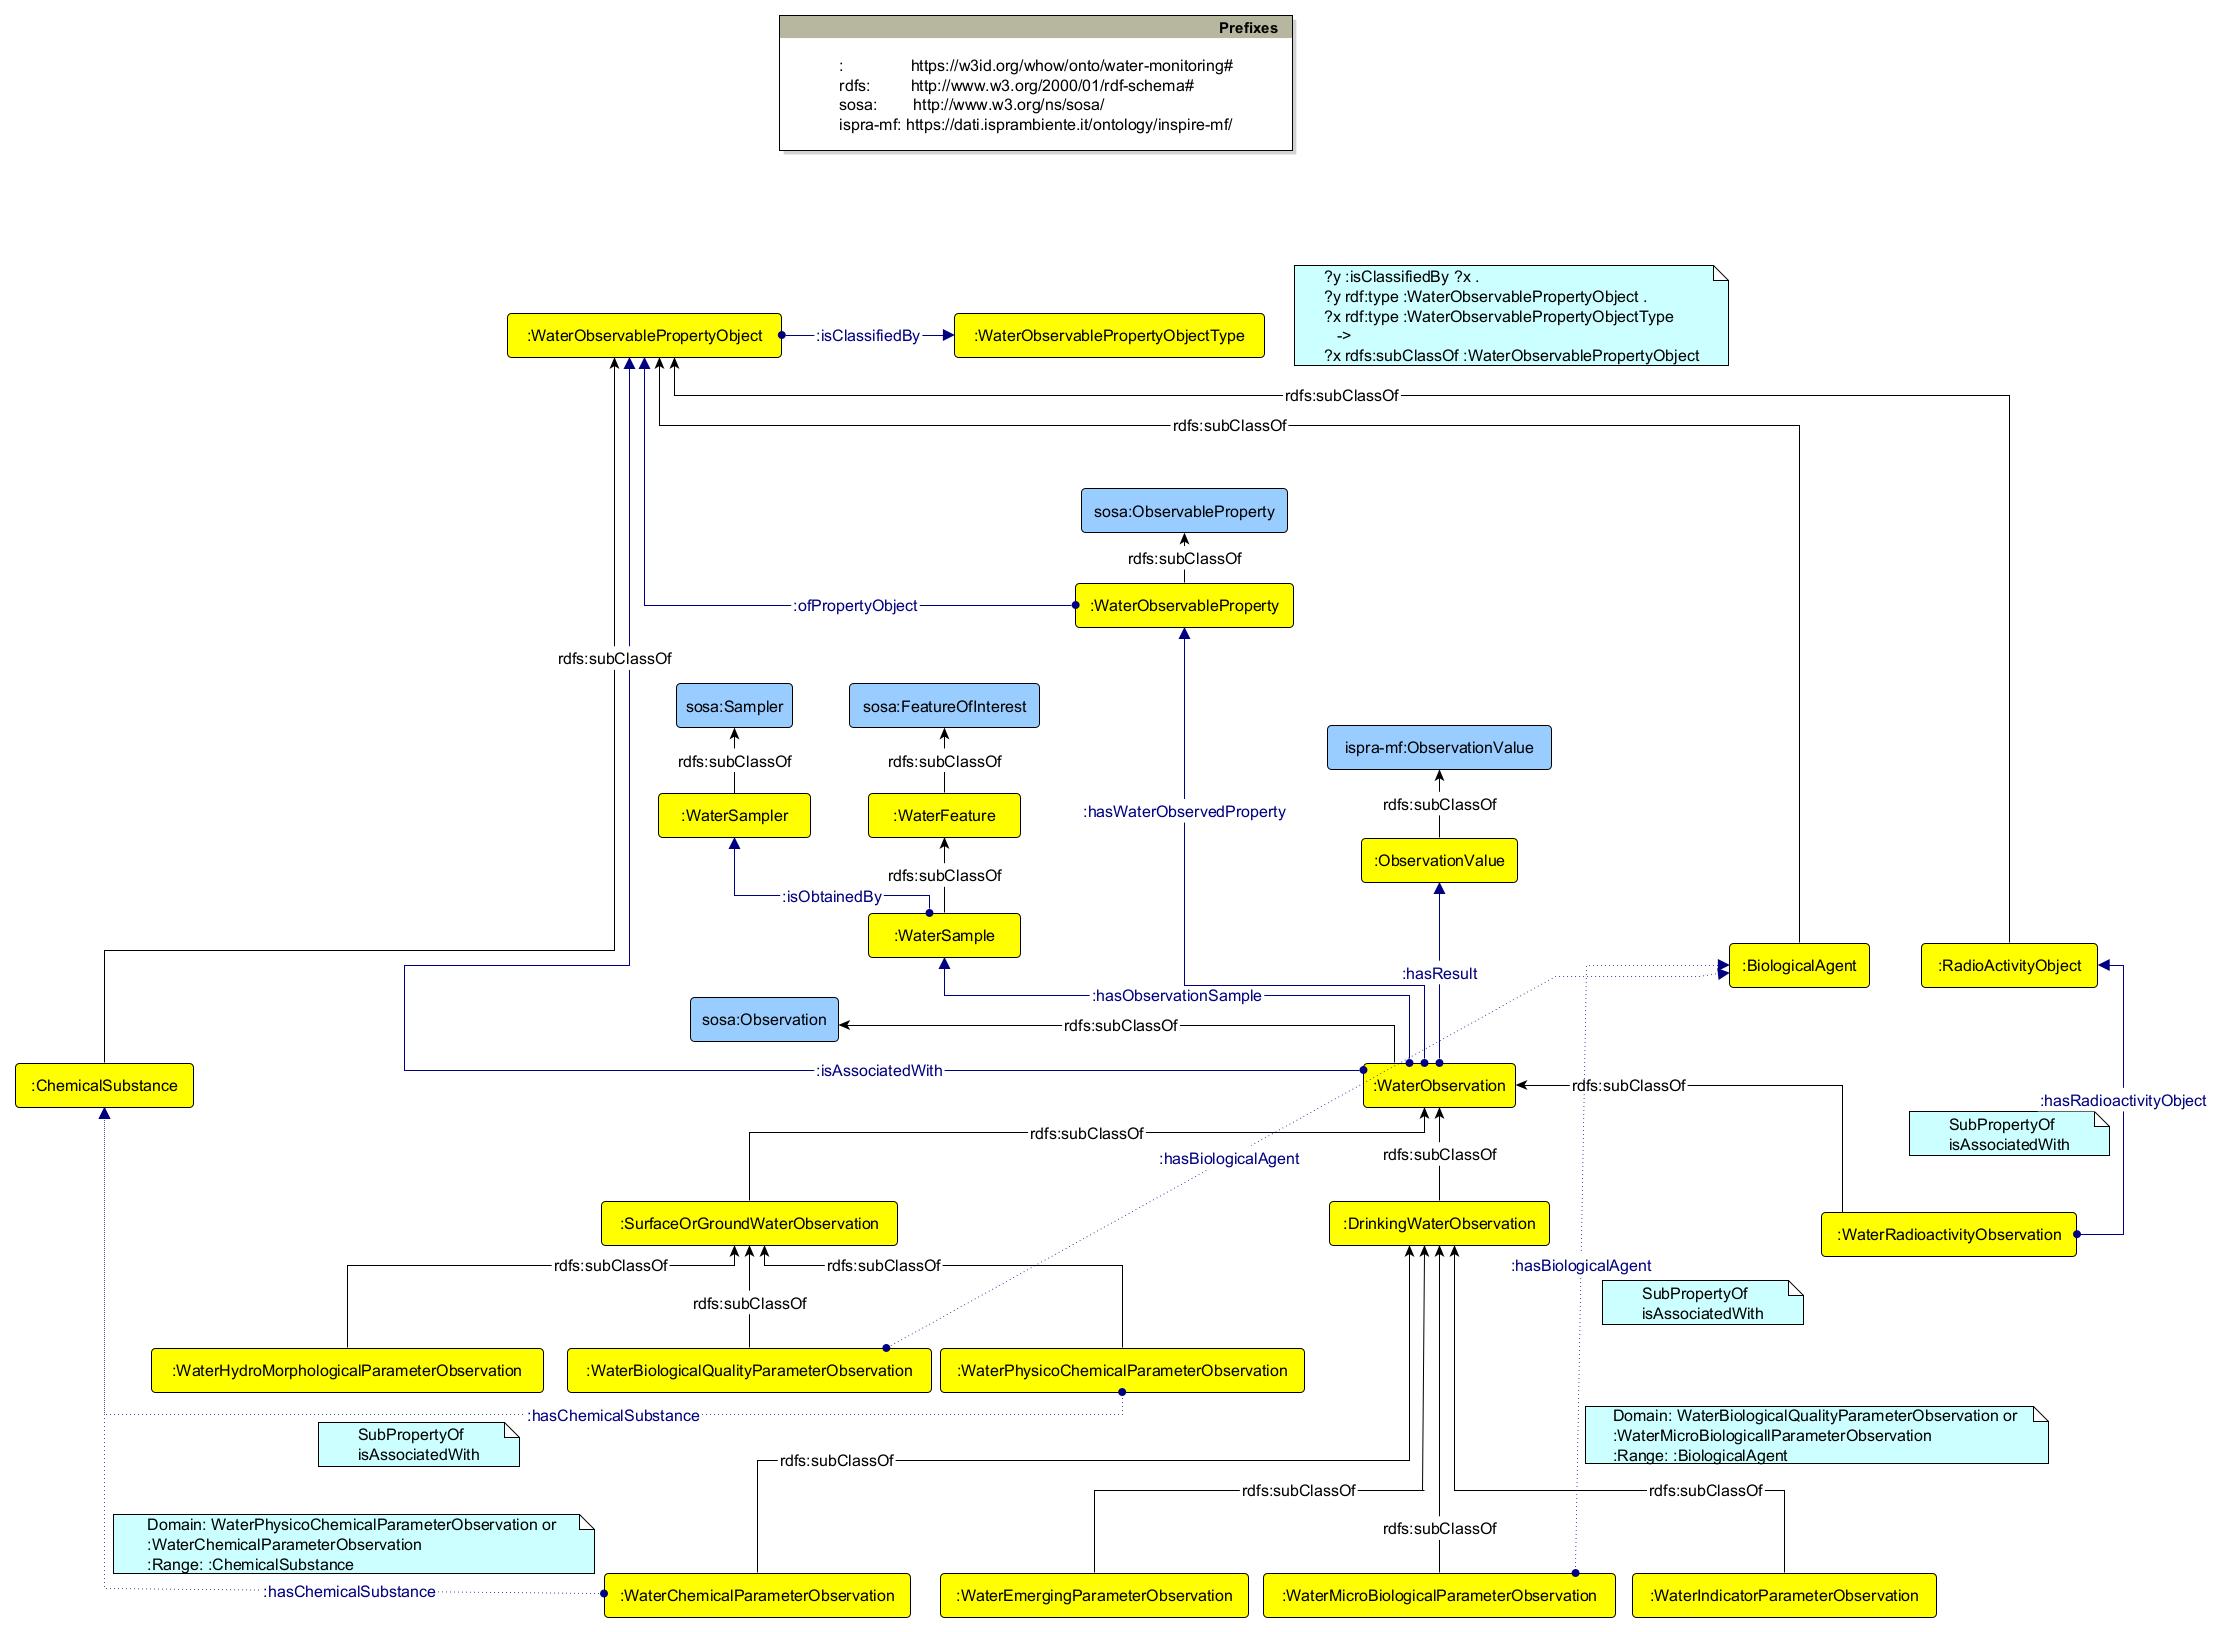 Prefixes
: https://w3id.org/whow/onto/water-monitoring#
rdfs: http://www.w3.org/2000/01/rdf-schema#
sosa: http://www.w3.org/ns/sosa/
ispra-mf: https://dati.isprambiente.it/ontology/inspire-mf/
?y :isClassifiedBy ?x .
?y rdf:type :WaterObservablePropertyObject .
?x rdf:type :WaterObservablePropertyObjectType
->
?x rdfs:subClassOf :WaterObservablePropertyObject
:WaterObservablePropertyObject
:isClassifiedBy
:WaterObservablePropertyObjectType
rdfs:subClassOf
rdfs:subClassOf
sosa:ObservableProperty
rdfs:subClassOf
:ofPropertyObject
:WaterObservableProperty
rdfs:subClassOf
sosa:Sampler
sosa:FeatureOfInterest
ispra-mf:ObservationValue
rdfs:subClassOf
rdfs:subClassOf
rdfs:subClassOf
:WaterSampler
:WaterFeature
:hasWaterObservedProperty
:ObservationValue
rdfs:subClassOf
:isObtainedBy
:WaterSample
:BiologicalAgent
:RadioActivityObject
:hasResult
:hasObservationSample
sosa:Observation
rdfs:subClassOf
:isAssociatedWith
:ChemicalSubstance
:WaterObservation
rdfs:subClassOf
:hasRadioactivityObject
SubPropertyOf
isAssociatedWith
rdfs:subClassOf
:hasBiologicalAgent
rdfs:subClassOf
:SurfaceOrGroundWaterObservation
:DrinkingWaterObservation
:WaterRadioactivityObservation
rdfs:subClassOf
rdfs:subClassOf
:hasBiologicalAgent
SubPropertyOf
isAssociatedWith
rdfs:subClassOf
:WaterHydroMorphologicalParameterObservation
:WaterBiologicalQualityParameterObservation
:WaterPhysicoChemicalParameterObservation
:hasChemicalSubstance
SubPropertyOf
isAssociatedWith
Domain: WaterBiologicalQualityParameterObservation or
:WaterMicroBiologicallParameterObservation
:Range: :BiologicalAgent
rdfs:subClassOf
rdfs:subClassOf
rdfs:subClassOf
rdfs:subClassOf
Domain: WaterPhysicoChemicalParameterObservation or
:WaterChemicalParameterObservation
:Range: :ChemicalSubstance
:hasChemicalSubstance
:WaterChemicalParameterObservation
:WaterEmergingParameterObservation
:WaterMicroBiologicalParameterObservation
:WaterIndicatorParameterObservation